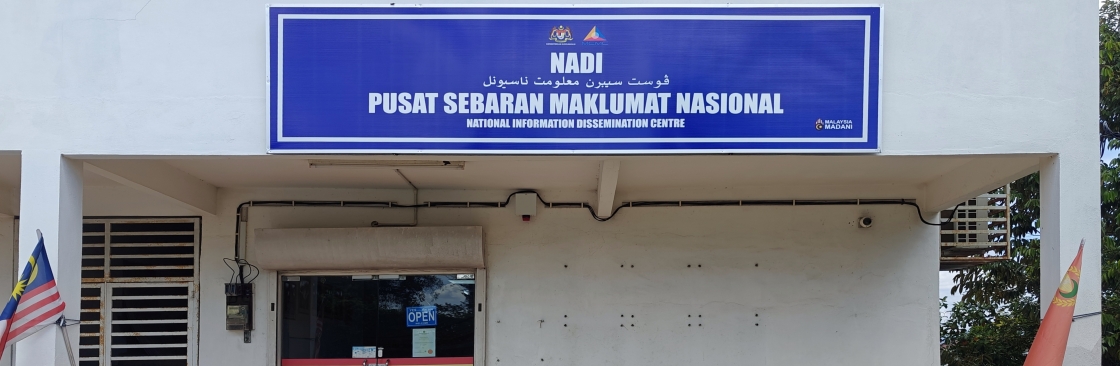 NADI
ڤوست سيبرن معلومت ناسيونل
PUSAT SEBARAN MAKLUMAT NASIONAL
NATIONAL INFORMATION DISSEMINATION CENTRE
MALAYSIA
MADANI
OPEN